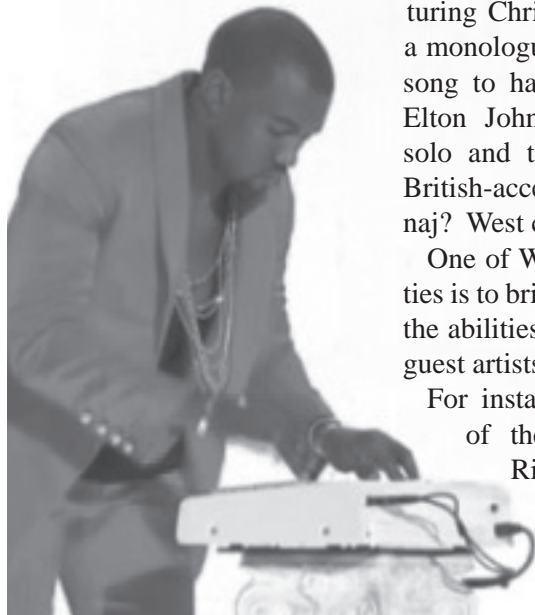 turing Chri
a monologu
song to ha
Elton John
solo and t
British-acce
naj? West c
One of W
ties is to bri
the abilities
guest artists
For insta
of the
Ri